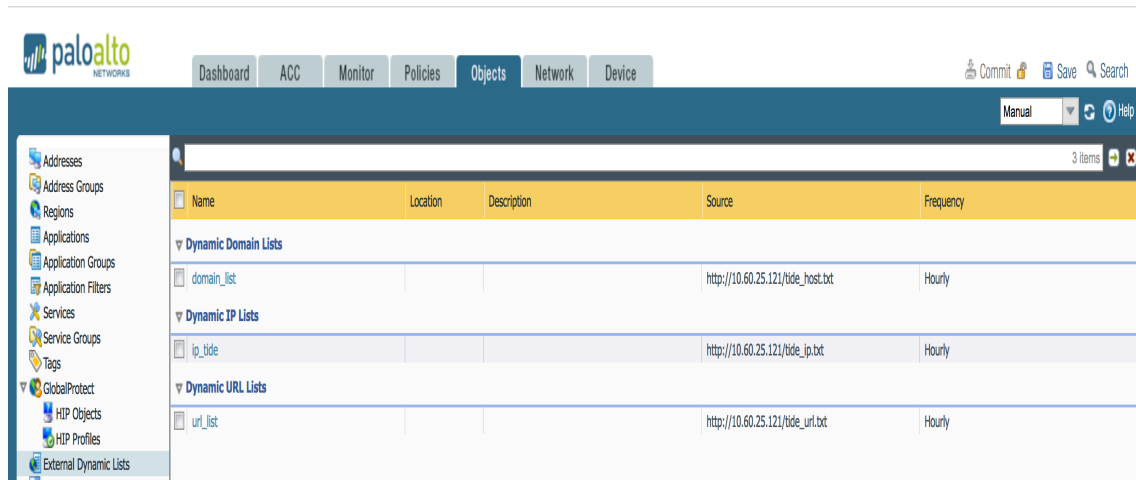 paloalto
NETWORKS
Dashboard ACC Monitor Policies Objects Network Device
Commit Save Search
Manual Help
3 items
Addresses
Address Groups
Regions
Applications
Application Groups
Application Filters
Services
Service Groups
Tags
GlobalProtect
HIP Objects
HIP Profiles
External Dynamic Lists
Name Location Description Source Frequency
Dynamic Domain Lists
domain_list http://10.60.25.121/tide_host.txt Hourly
Dynamic IP Lists
ip_tide http://10.60.25.121/tide_ip.txt Hourly
Dynamic URL Lists
url_list http://10.60.25.121/tide_url.txt Hourly